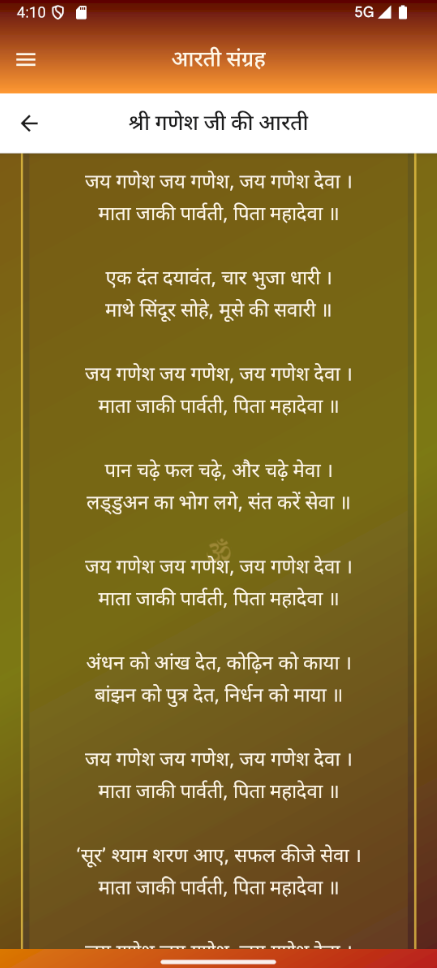 4:10
5G
आरती संग्रह
श्री गणेश जी की आरती
जय गणेश जय गणेश, जय गणेश देवा ।
माता जाकी पार्वती, पिता महादेवा ॥
एक दंत दयावंत, चार भुजा धारी ।
माथे सिंदूर सोहे, मूसे की सवारी ॥
जय गणेश जय गणेश, जय गणेश देवा ।
माता जाकी पार्वती, पिता महादेवा ॥
पान चढ़े फल चढ़े, और चढ़े मेवा ।
लड्डुअन का भोग लगे, संत करें सेवा ॥
ॐ
जय गणेश जय गणेश, जय गणेश देवा ।
माता जाकी पार्वती, पिता महादेवा ॥
अंधन को आंख देत, कोढ़िन को काया ।
बांझन को पुत्र देत, निर्धन को माया ॥
जय गणेश जय गणेश, जय गणेश देवा ।
माता जाकी पार्वती, पिता महादेवा ॥
‘सूर’ श्याम शरण आए, सफल कीजे सेवा ।
माता जाकी पार्वती, पिता महादेवा ॥